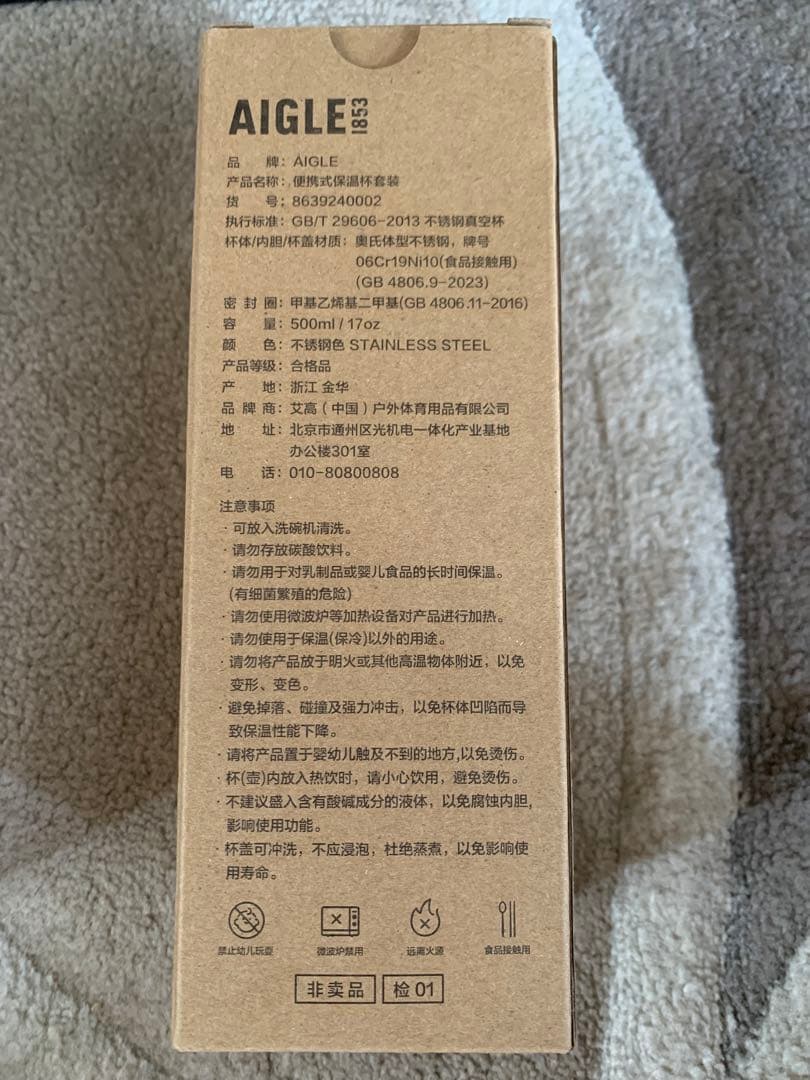 AIGLE 1853
品 牌：AIGLE
产品名称：便携式保温杯套装
货 号：8639240002
执行标准：GB/T 29606-2013 不锈钢真空杯
杯体/内胆/杯盖材质：奥氏体型不锈钢，牌号
06Cr19Ni10(食品接触用)
(GB 4806.9-2023)
密 封 圈：甲基乙烯基二甲基(GB 4806.11-2016)
容 量：500ml / 17oz
颜 色：不锈钢色 STAINLESS STEEL
产品等级：合格品
产 地：浙江 金华
品 牌 商：艾高（中国）户外体育用品有限公司
地 址：北京市通州区光机电一体化产业基地
办公楼301室
电 话：010-80800808
注意事项
· 可放入洗碗机清洗。
· 请勿存放碳酸饮料。
· 请勿用于对乳制品或婴儿食品的长时间保温。
(有细菌繁殖的危险)
· 请勿使用微波炉等加热设备对产品进行加热。
· 请勿使用于保温(保冷)以外的用途。
· 请勿将产品放于明火或其他高温物体附近，以免
变形、变色。
· 避免掉落、碰撞及强力冲击，以免杯体凹陷而导
致保温性能下降。
· 请将产品置于婴幼儿触及不到的地方,以免烫伤。
· 杯(壶)内放入热饮时，请小心饮用，避免烫伤。
· 不建议盛入含有酸碱成分的液体，以免腐蚀内胆,
影响使用功能。
· 杯盖可冲洗，不应浸泡，杜绝蒸煮，以免影响使
用寿命。
禁止幼儿玩耍 微波炉禁用 远离火源 食品接触用
非卖品 检 01